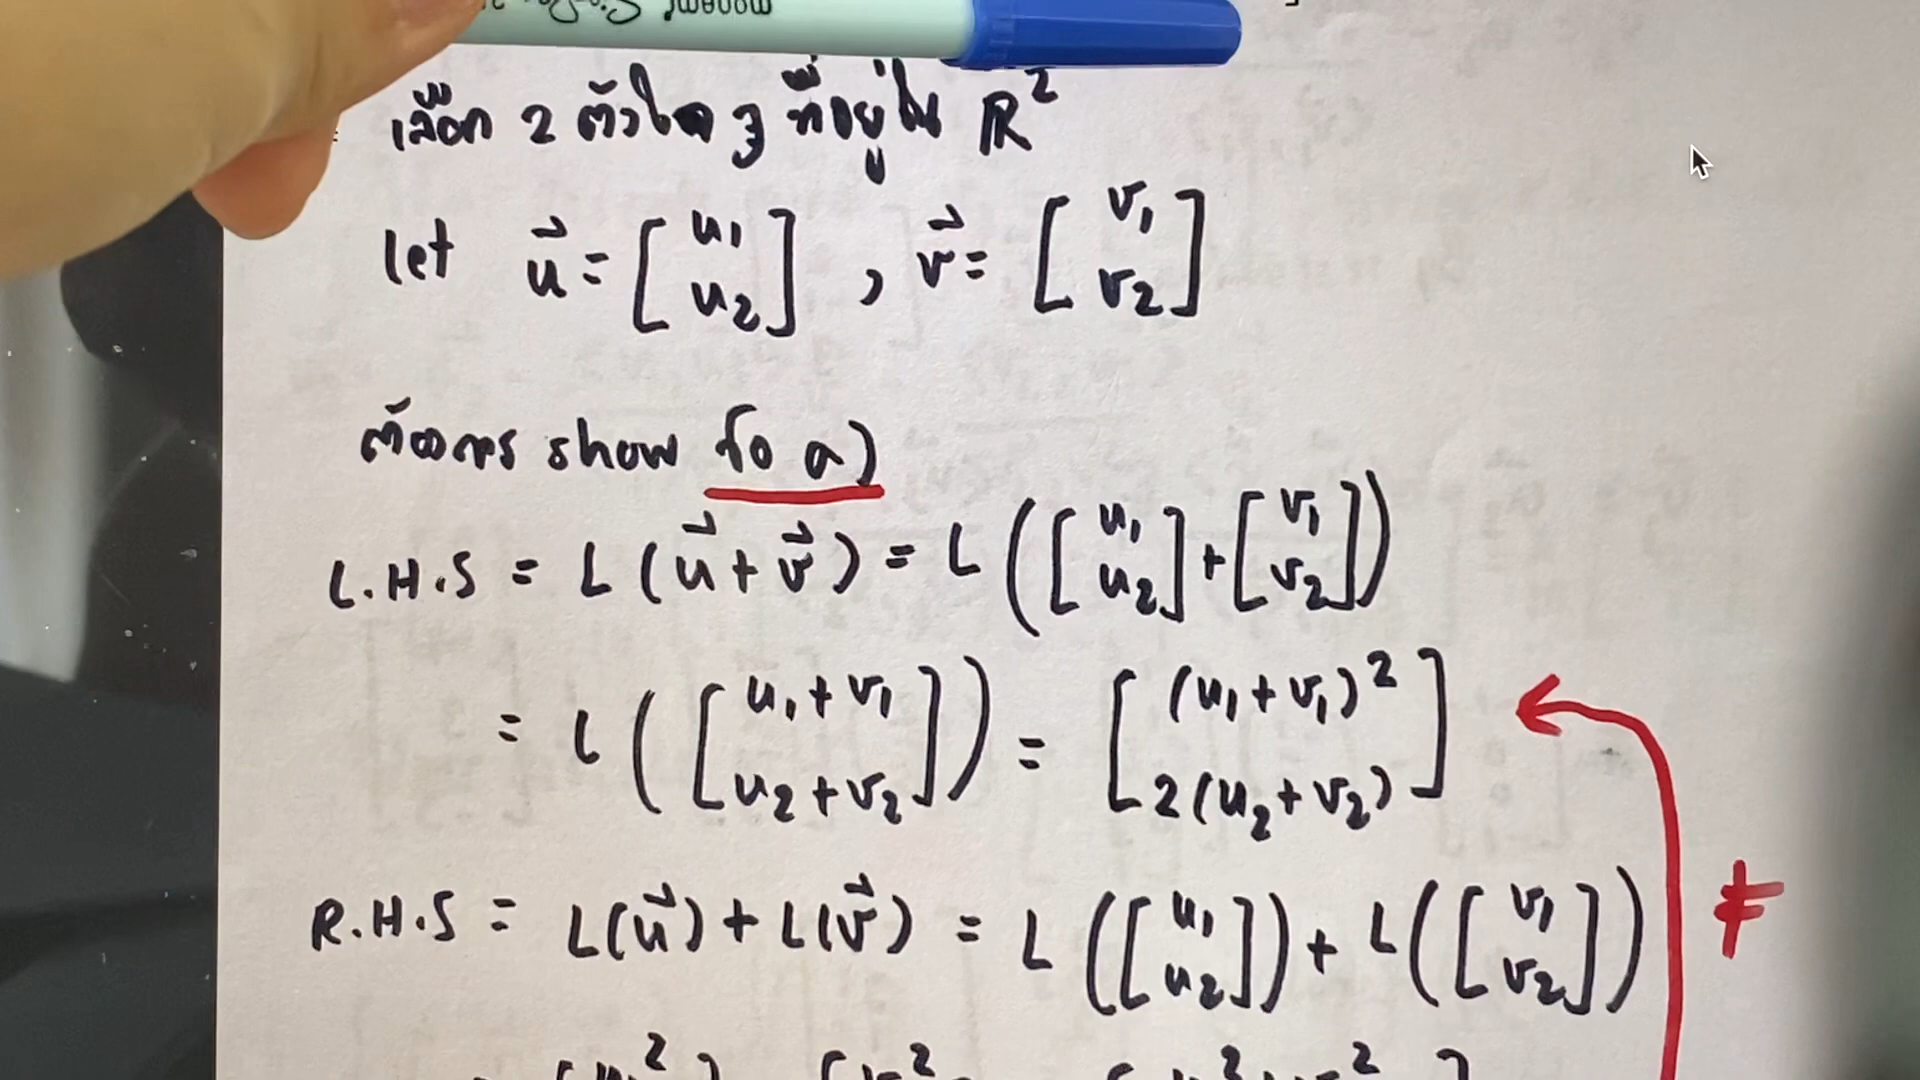 เลือก 2 ตัวใด ๆ ที่อยู่ใน R²
let u⃗ = [u₁ u₂] , v⃗ = [v₁ v₂]
ต้องการ show ข้อ a)
L.H.S = L(u⃗ + v⃗) = L([u₁ u₂] + [v₁ v₂])
= L([u₁+v₁ u₂+v₂]) = [(u₁+v₁)² 2(u₂+v₂)]
≠
R.H.S = L(u⃗) + L(v⃗) = L([u₁ u₂]) + L([v₁ v₂])